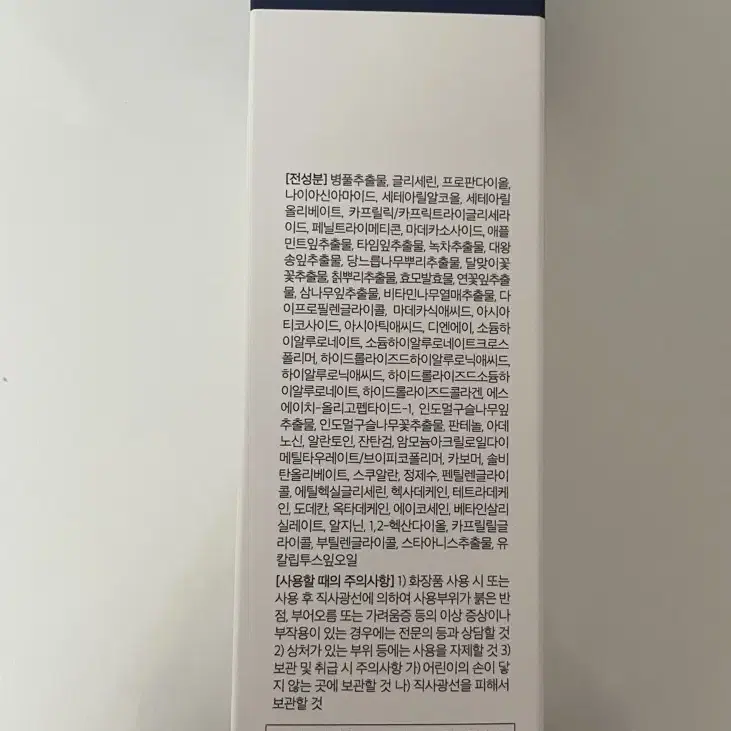 [전성분] 병풀추출물, 글리세린, 프로판다이올,
나이아신아마이드, 세테아릴알코올, 세테아릴
올리베이트, 카프릴릭/카프릭트라이글리세라
이드, 페닐트라이메티콘, 마데카소사이드, 애플
민트잎추출물, 타임잎추출물, 녹차추출물, 대왕
송잎추출물, 당느릅나무뿌리추출물, 달맞이꽃
꽃추출물, 칡뿌리추출물, 효모발효물, 연꽃잎추출
물, 삼나무잎추출물, 비타민나무열매추출물, 다
이프로필렌글라이콜, 마데카식애씨드, 아시아
티코사이드, 아시아틱애씨드, 디엔에이, 소듐하
이알루로네이트, 소듐하이알루로네이트크로스
폴리머, 하이드롤라이즈드하이알루로닉애씨드,
하이알루로닉애씨드, 하이드롤라이즈드소듐하
이알루로네이트, 하이드롤라이즈드콜라겐, 에스
에이치-올리고펩타이드-1, 인도멀구슬나무잎
추출물, 인도멀구슬나무꽃추출물, 판테놀, 아데
노신, 알란토인, 잔탄검, 암모늄아크릴로일다이
메틸타우레이트/브이피코폴리머, 카보머, 솔비
탄올리베이트, 스쿠알란, 정제수, 펜틸렌글라이
콜, 에틸헥실글리세린, 헥사데케인, 테트라데케
인, 도데칸, 옥타데케인, 에이코세인, 베타인살리
실레이트, 알지닌, 1,2-헥산다이올, 카프릴릴글
라이콜, 부틸렌글라이콜, 스타아니스추출물, 유
칼립투스잎오일
[사용할 때의 주의사항] 1) 화장품 사용 시 또는
사용 후 직사광선에 의하여 사용부위가 붉은 반
점, 부어오름 또는 가려움증 등의 이상 증상이나
부작용이 있는 경우에는 전문의 등과 상담할 것
2) 상처가 있는 부위 등에는 사용을 자제할 것 3)
보관 및 취급 시 주의사항 가) 어린이의 손이 닿
지 않는 곳에 보관할 것 나) 직사광선을 피해서
보관할 것